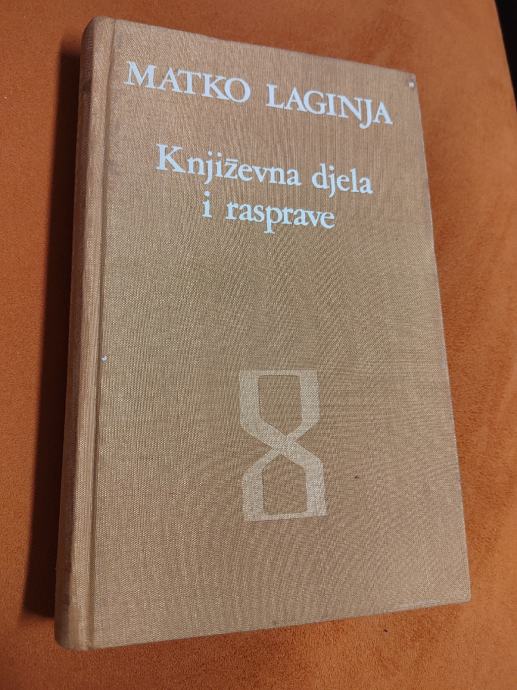 MATKO LAGINJA
Književna djela
i rasprave